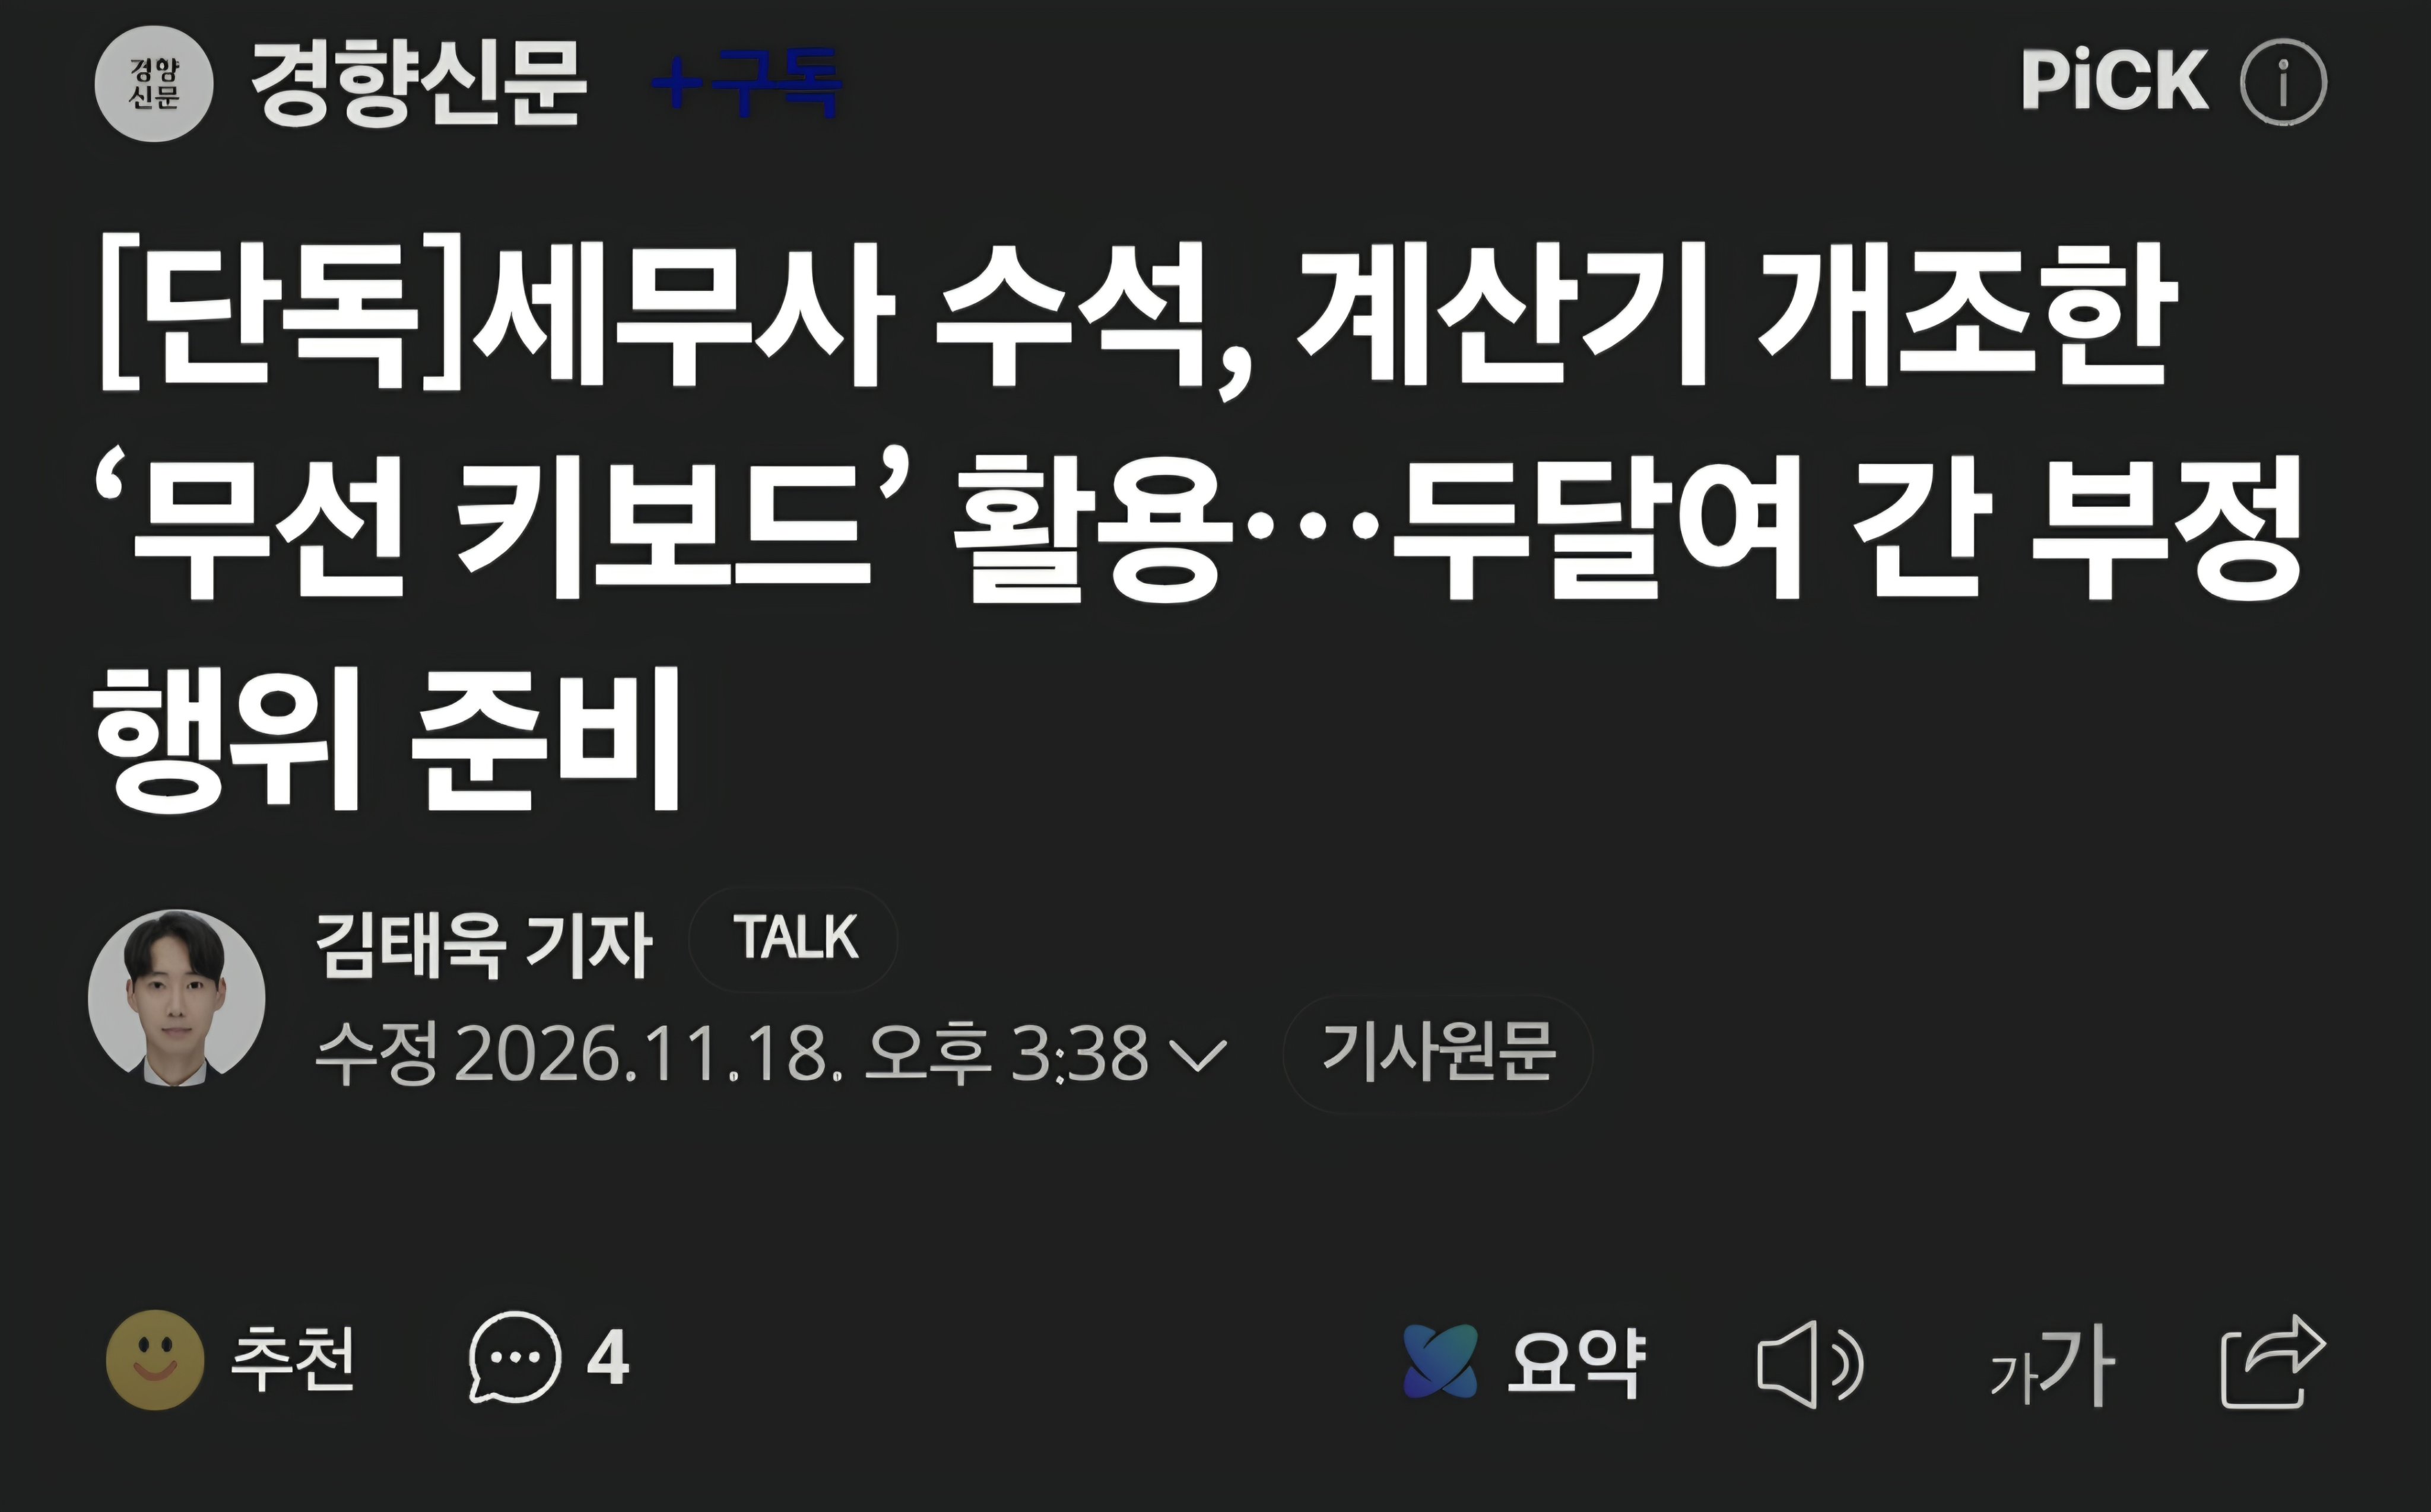 경향
신문
경향신문 +구독 PiCK i
[단독]세무사 수석, 계산기 개조한
‘무선 키보드’ 활용…두달여 간 부정
행위 준비
김태욱 기자 TALK
수정 2026.11.18. 오후 3:38 기사원문
추천 4 요약 가가